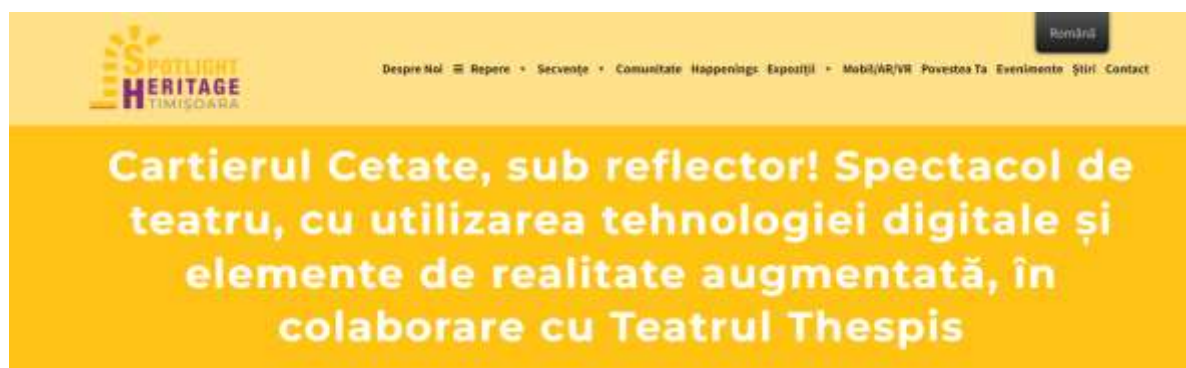 Română
SPOTLIGHT
HERITAGE
TIMIȘOARA
Despre Noi ☰ Repere Secvențe Comunitate Happenings Expoziții Mobil/AR/VR Povestea Ta Evenimente Știri Contact
Cartierul Cetate, sub reflector! Spectacol de
teatru, cu utilizarea tehnologiei digitale și
elemente de realitate augmentată, în
colaborare cu Teatrul Thespis